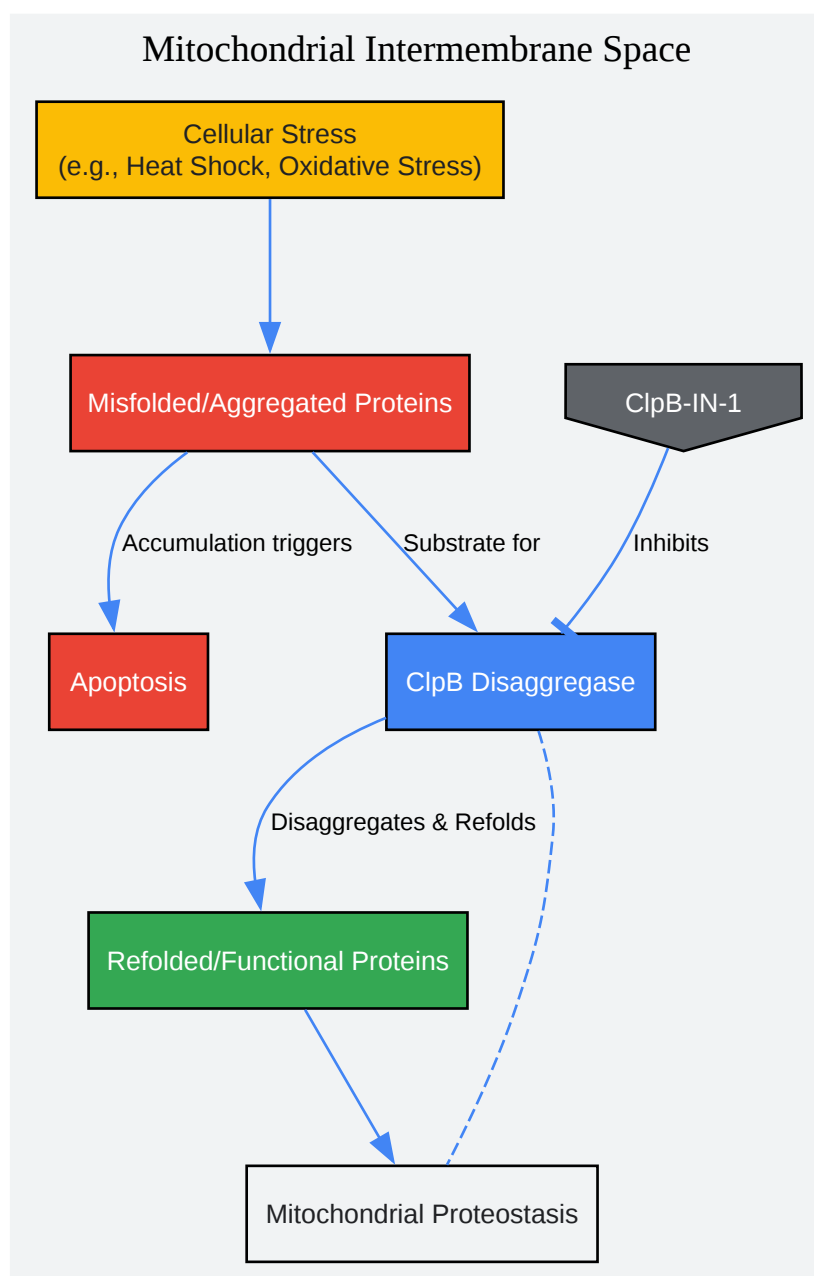 Mitochondrial Intermembrane Space
Cellular Stress
(e.g., Heat Shock, Oxidative Stress)
Misfolded/Aggregated Proteins
ClpB-IN-1
Accumulation triggers
Substrate for
Inhibits
Apoptosis
ClpB Disaggregase
Disaggregates & Refolds
Refolded/Functional Proteins
Mitochondrial Proteostasis